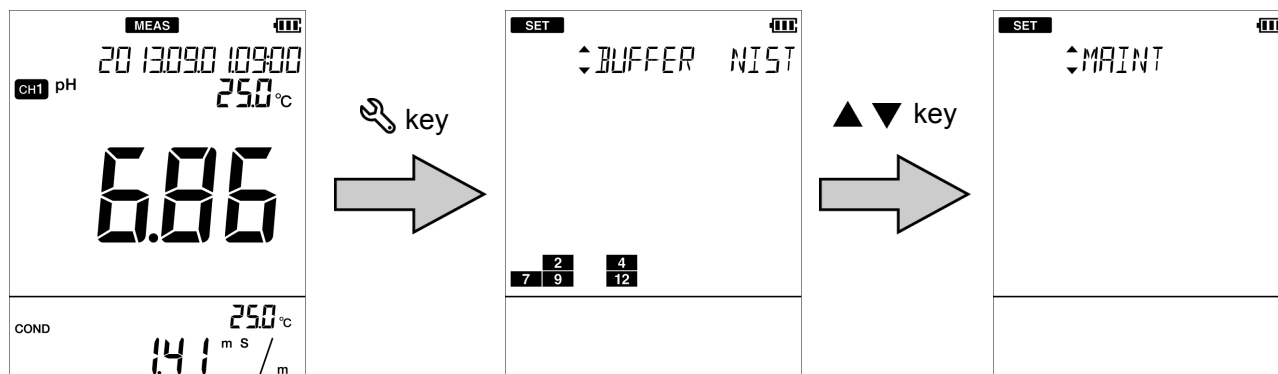 MEAS
2013.09.01.09:00
CH1 pH
25.0 °C
6.86
COND
25.0 °C
1.41 m S / m
key
SET
BUFFER NIST
2 4
7 9 12
key
SET
MAINT